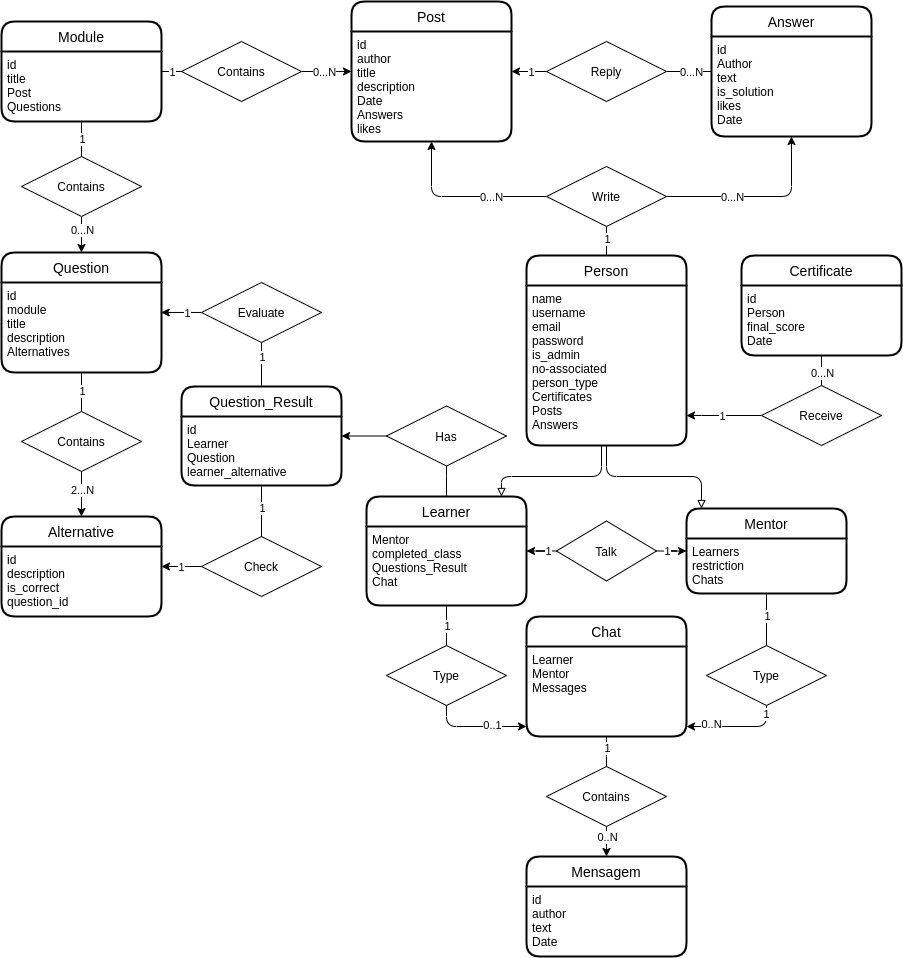 Module
id
title
Post
Questions
1
Contains
0...N
Post
id
author
title
description
Date
Answers
likes
1
Reply
0...N
Answer
id
Author
text
is_solution
likes
Date
1
Contains
0...N
0...N
Write
0...N
1
Question
id
module
title
description
Alternatives
1
Evaluate
1
Person
name
username
email
password
is_admin
no-associated
person_type
Certificates
Posts
Answers
Certificate
id
Person
final_score
Date
0...N
1
Receive
1
Contains
2...N
Question_Result
id
Learner
Question
learner_alternative
Has
1
1
Check
Alternative
id
description
is_correct
question_id
Learner
Mentor
completed_class
Questions_Result
Chat
1
Talk
1
Mentor
Learners
restriction
Chats
1
Type
0..1
Chat
Learner
Mentor
Messages
1
Type
1
0..N
1
Contains
0..N
Mensagem
id
author
text
Date